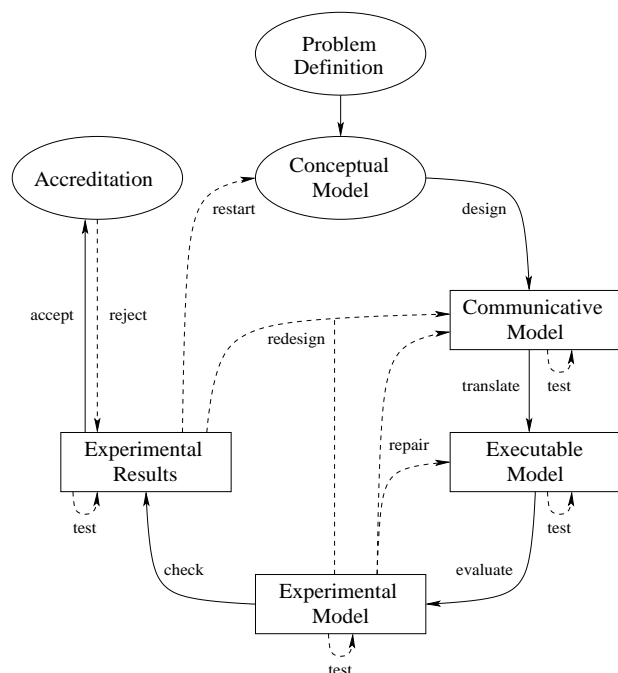 Problem
Definition
Accreditation
Conceptual
Model
restart
design
accept
reject
redesign
Communicative
Model
translate
test
repair
Experimental
Results
Executable
Model
test
test
check
evaluate
Experimental
Model
test